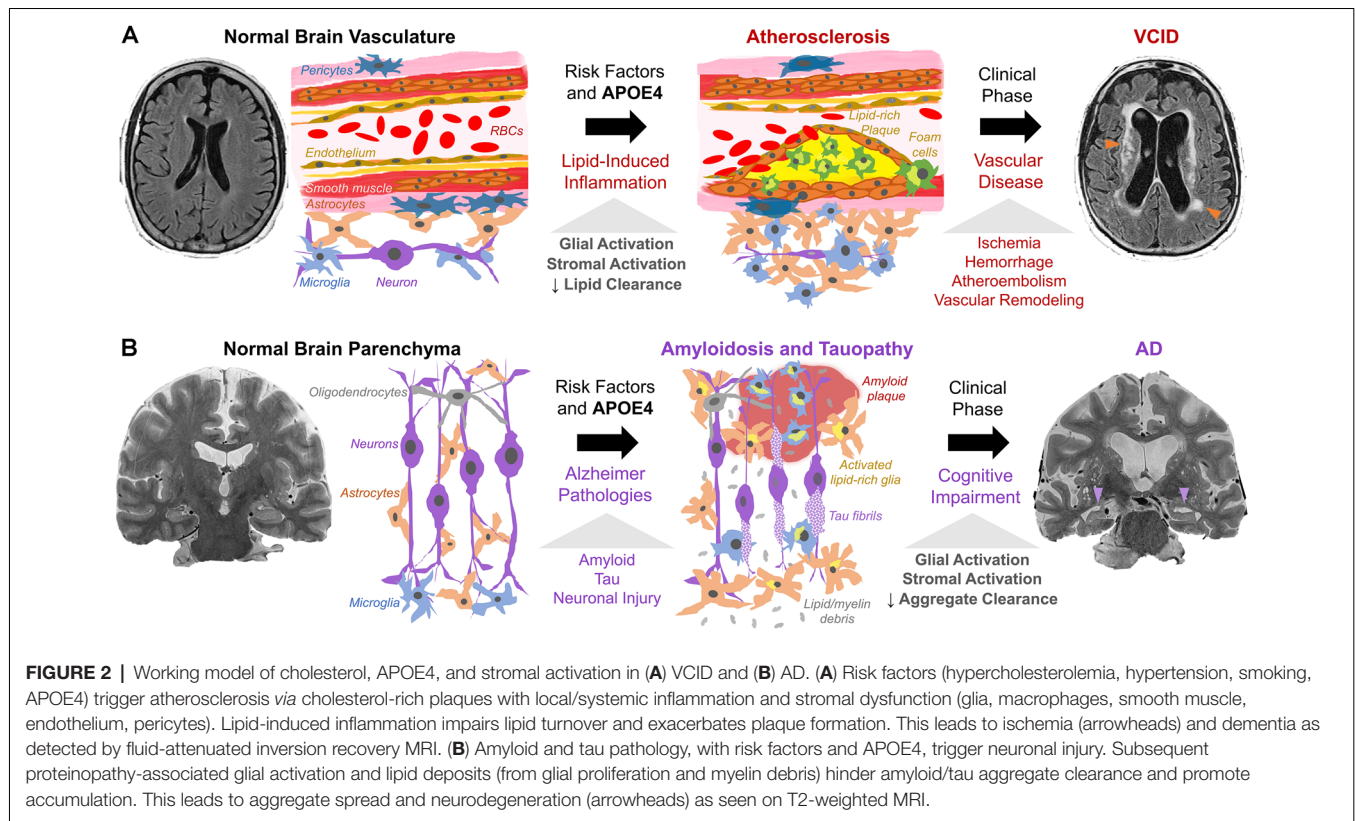 A
Normal Brain Vasculature
Atherosclerosis
VCID
Pericytes
RBCs
Endothelium
Smooth muscle
Astrocytes
Microglia
Neuron
Risk Factors
and APOE4
Lipid-Induced
Inflammation
Glial Activation
Stromal Activation
↓ Lipid Clearance
Lipid-rich
Plaque
Foam
cells
Clinical
Phase
Vascular
Disease
Ischemia
Hemorrhage
Atheroembolism
Vascular Remodeling
B
Normal Brain Parenchyma
Amyloidosis and Tauopathy
AD
Oligodendrocytes
Neurons
Astrocytes
Microglia
Risk Factors
and APOE4
Alzheimer
Pathologies
Amyloid
Tau
Neuronal Injury
Amyloid
plaque
Activated
lipid-rich glia
Tau fibrils
Lipid/myelin
debris
Clinical
Phase
Cognitive
Impairment
Glial Activation
Stromal Activation
↓ Aggregate Clearance
FIGURE 2 | Working model of cholesterol, APOE4, and stromal activation in (A) VCID and (B) AD. (A) Risk factors (hypercholesterolemia, hypertension, smoking,
APOE4) trigger atherosclerosis via cholesterol-rich plaques with local/systemic inflammation and stromal dysfunction (glia, macrophages, smooth muscle,
endothelium, pericytes). Lipid-induced inflammation impairs lipid turnover and exacerbates plaque formation. This leads to ischemia (arrowheads) and dementia as
detected by fluid-attenuated inversion recovery MRI. (B) Amyloid and tau pathology, with risk factors and APOE4, trigger neuronal injury. Subsequent
proteinopathy-associated glial activation and lipid deposits (from glial proliferation and myelin debris) hinder amyloid/tau aggregate clearance and promote
accumulation. This leads to aggregate spread and neurodegeneration (arrowheads) as seen on T2-weighted MRI.